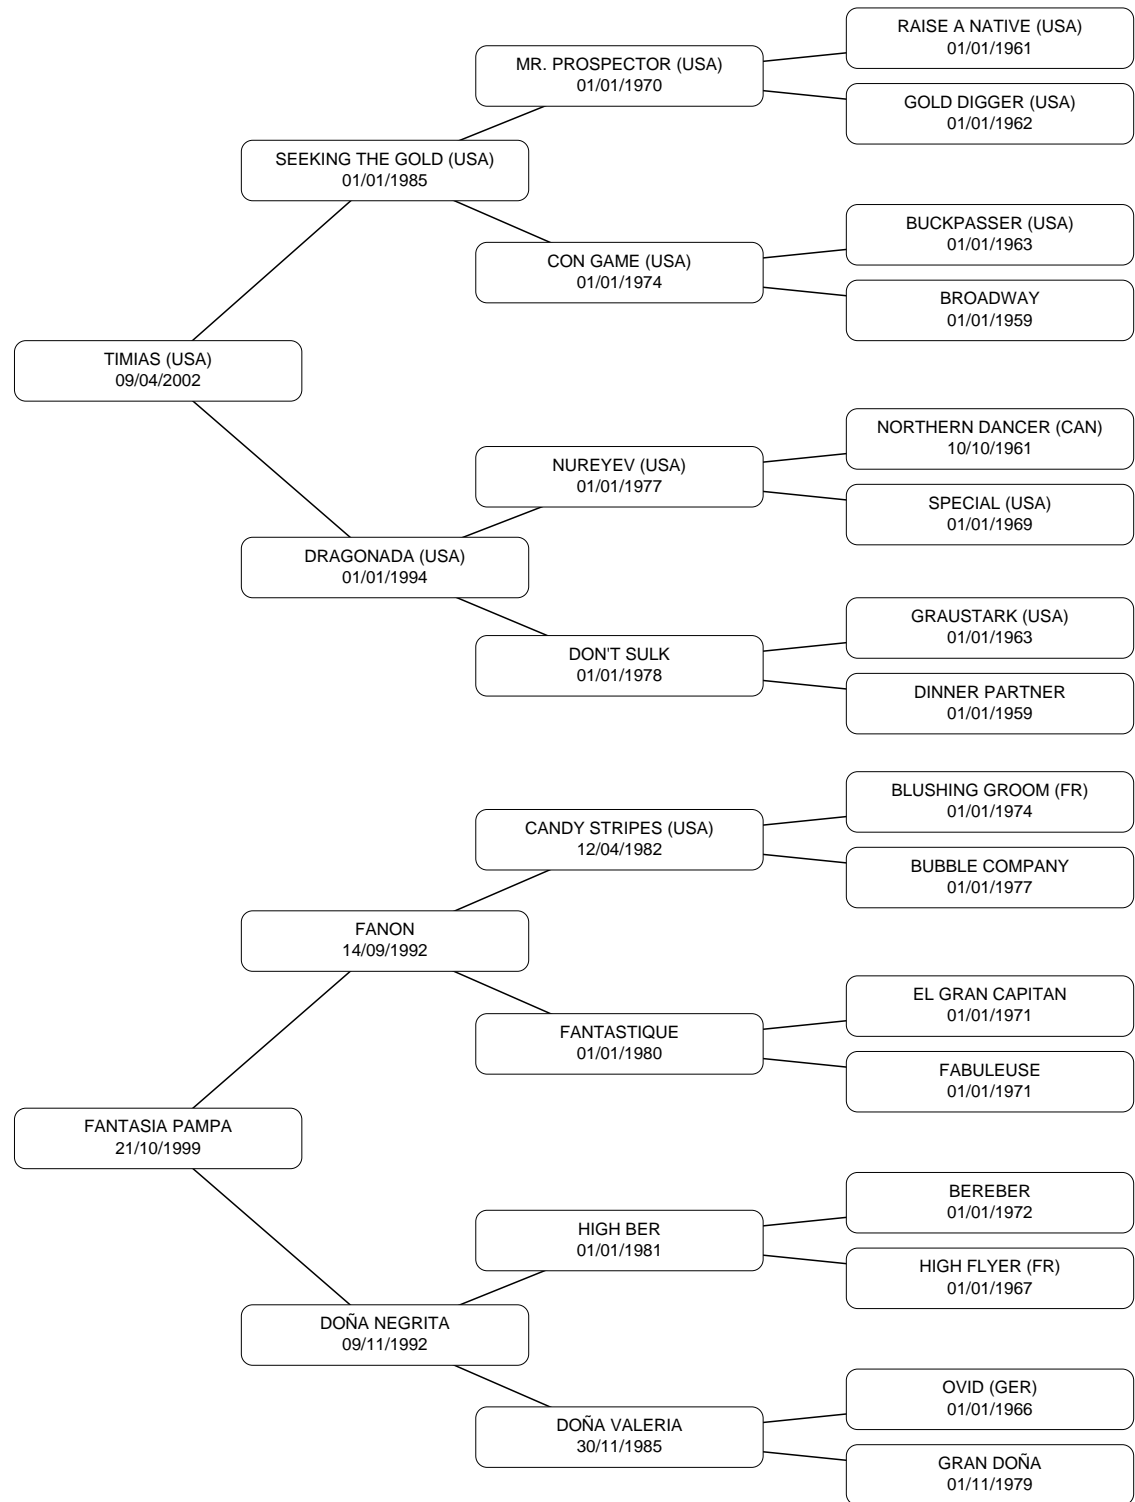 RAISE A NATIVE (USA)
01/01/1961
MR. PROSPECTOR (USA)
01/01/1970
GOLD DIGGER (USA)
01/01/1962
SEEKING THE GOLD (USA)
01/01/1985
BUCKPASSER (USA)
01/01/1963
CON GAME (USA)
01/01/1974
BROADWAY
01/01/1959
TIMIAS (USA)
09/04/2002
NORTHERN DANCER (CAN)
10/10/1961
NUREYEV (USA)
01/01/1977
SPECIAL (USA)
01/01/1969
DRAGONADA (USA)
01/01/1994
GRAUSTARK (USA)
01/01/1963
DON'T SULK
01/01/1978
DINNER PARTNER
01/01/1959
BLUSHING GROOM (FR)
01/01/1974
CANDY STRIPES (USA)
12/04/1982
BUBBLE COMPANY
01/01/1977
FANON
14/09/1992
EL GRAN CAPITAN
01/01/1971
FANTASTIQUE
01/01/1980
FABULEUSE
01/01/1971
FANTASIA PAMPA
21/10/1999
BEREBER
01/01/1972
HIGH BER
01/01/1981
HIGH FLYER (FR)
01/01/1967
DOÑA NEGRITA
09/11/1992
OVID (GER)
01/01/1966
DOÑA VALERIA
30/11/1985
GRAN DOÑA
01/11/1979